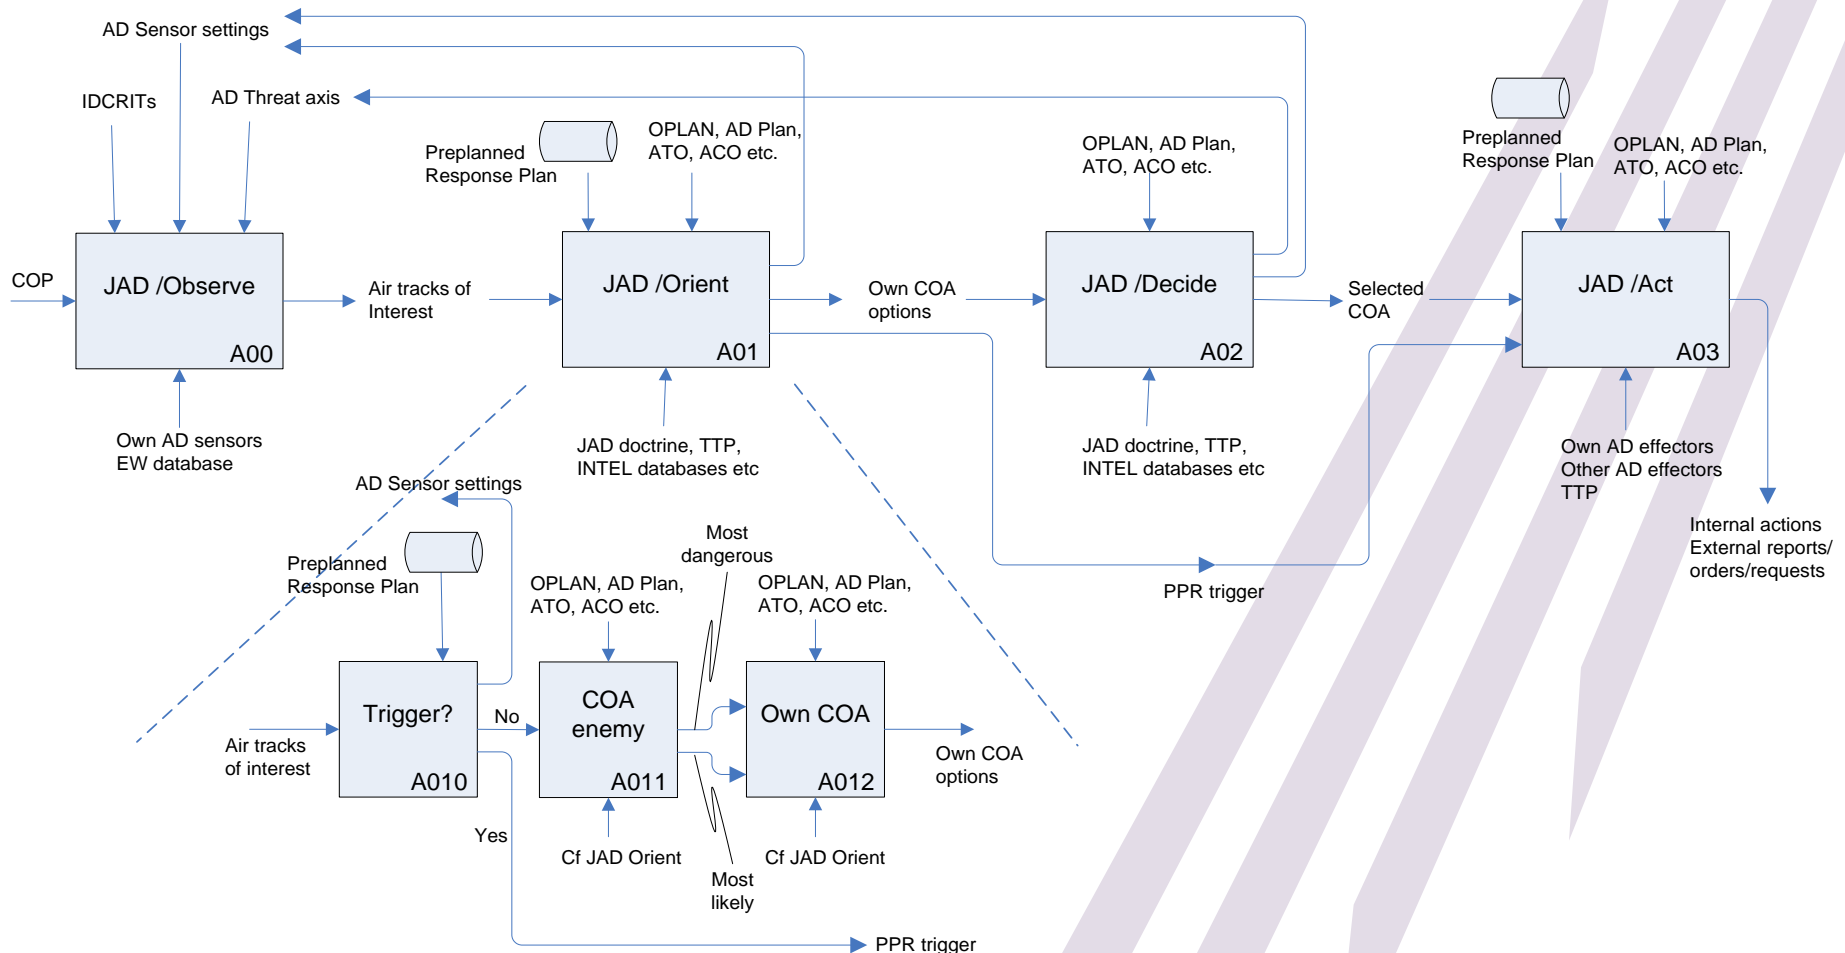 AD Sensor settings
IDCRITs
AD Threat axis
Preplanned
Response Plan
OPLAN, AD Plan,
ATO, ACO etc.
OPLAN, AD Plan,
ATO, ACO etc.
Preplanned
Response Plan
OPLAN, AD Plan,
ATO, ACO etc.
COP
JAD /Observe
A00
Air tracks of
Interest
JAD /Orient
A01
Own COA
options
JAD /Decide
A02
Selected
COA
JAD /Act
A03
Own AD sensors
EW database
JAD doctrine, TTP,
INTEL databases etc
JAD doctrine, TTP,
INTEL databases etc
Own AD effectors
Other AD effectors
TTP
Internal actions
External reports/
orders/requests
PPR trigger
AD Sensor settings
Preplanned
Response Plan
OPLAN, AD Plan,
ATO, ACO etc.
Most
dangerous
OPLAN, AD Plan,
ATO, ACO etc.
Air tracks
of interest
Trigger?
A010
No
Yes
COA
enemy
A011
Own COA
A012
Own COA
options
Cf JAD Orient
Most
likely
Cf JAD Orient
PPR trigger